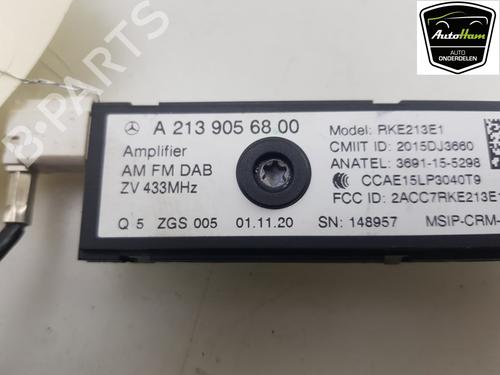 AutoHam
AUTO
ONDERDELEN
B-PARTS
A 213 905 68 00
Amplifier
AM FM DAB
ZV 433MHz
Q 5 ZGS 005 01.11.20
Model: RKE213E1
CMIIT ID: 2015DJ3660
ANATEL: 3691-15-5298
CCAE15LP3040T9
FCC ID: 2ACC7RKE213E1
SN: 148957 MSIP-CRM-